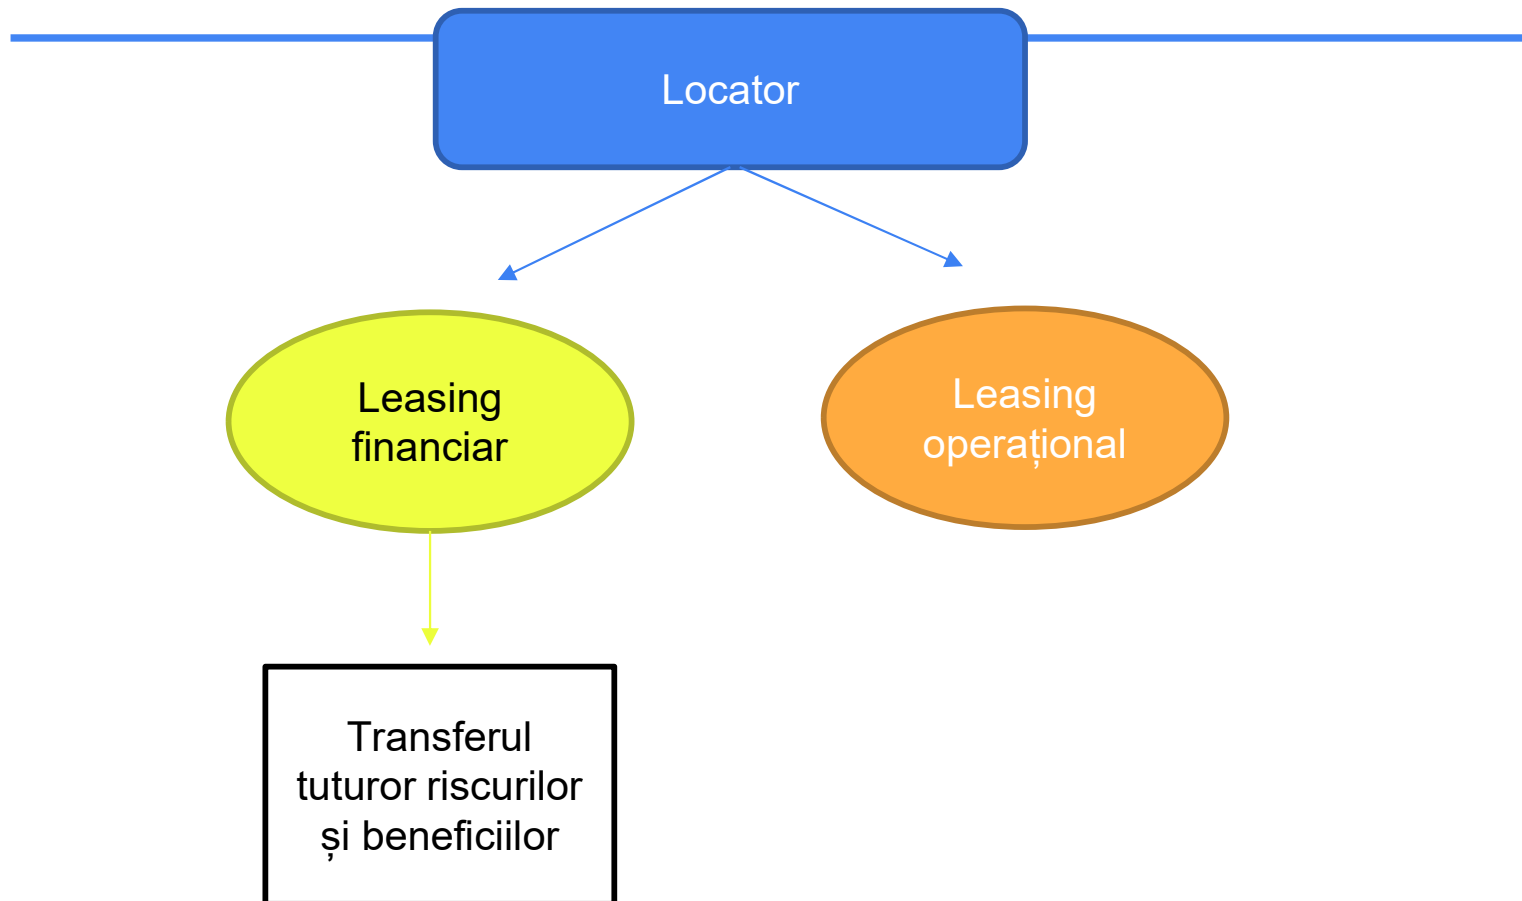 Locator
Leasing
financiar
Leasing
operațional
Transferul
tuturor riscurilor
și beneficiilor